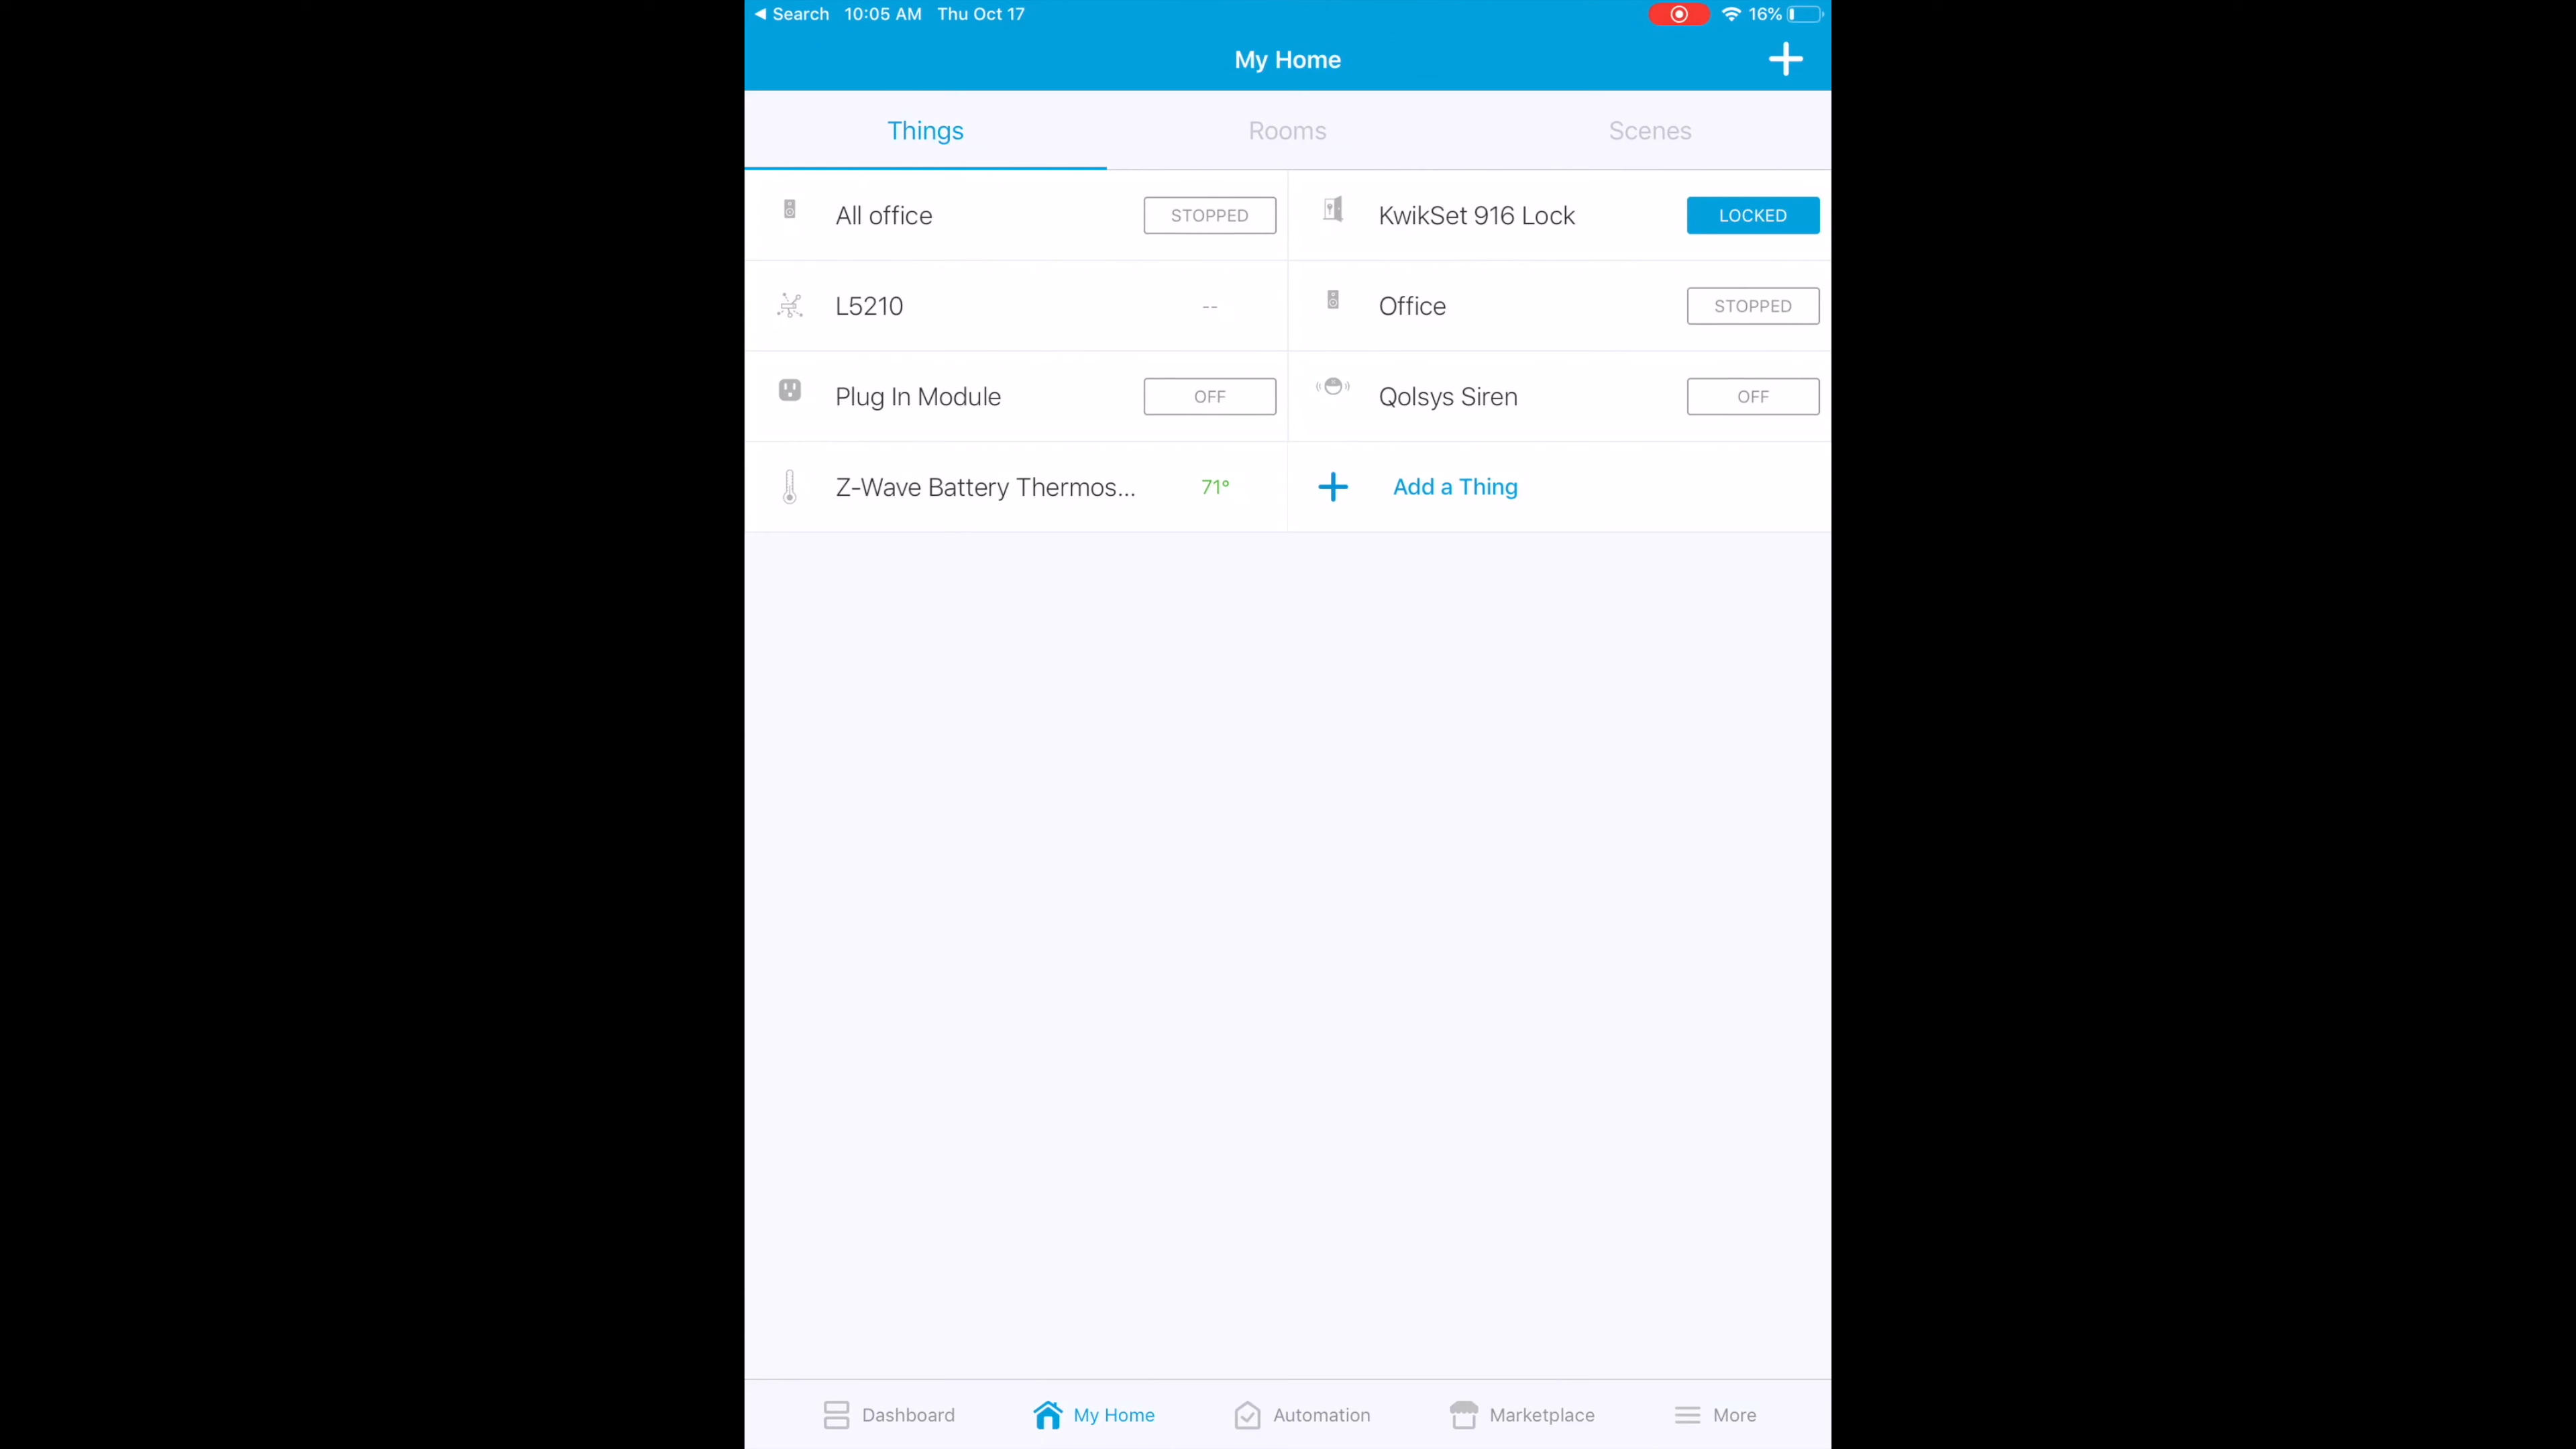 Search 10:05 AM Thu Oct 17 16%
My Home
Things Rooms Scenes
All office STOPPED KwikSet 916 Lock LOCKED
L5210 -- Office STOPPED
Plug In Module OFF Qolsys Siren OFF
Z-Wave Battery Thermos... 71° Add a Thing
Dashboard My Home Automation Marketplace More